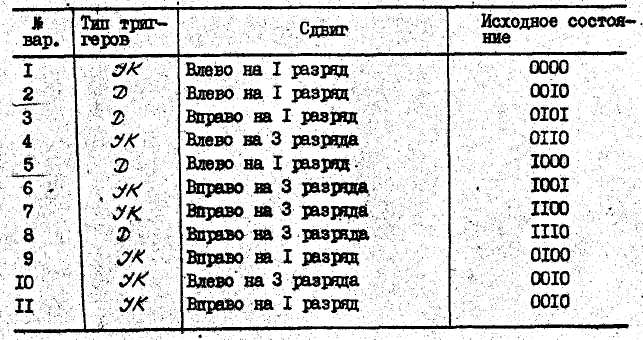 № вар. Тип триг-геров Сдвиг Исходное состоя-ние
I JK Влево на I разряд 0000
2 D Влево на I разряд 00I0
3 D Вправо на I разряд 0I0I
4 JK Влево на 3 разряда 0II0
5 D Влево на I разряд I000
6 JK Вправо на 3 разряда I00I
7 JK Вправо на 3 разряда II00
8 D Вправо на 3 разряда III0
9 JK Вправо на I разряд 0I00
I0 JK Влево на 3 разряда 00I0
II JK Вправо на I разряд 00I0